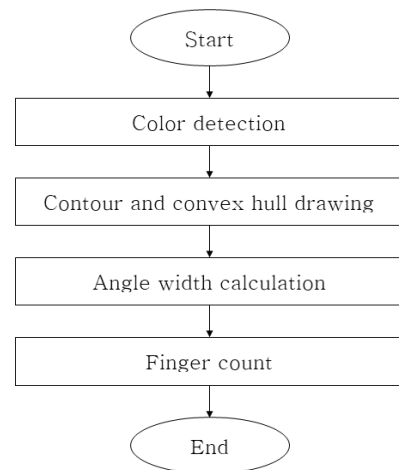 Start
Color detection
Contour and convex hull drawing
Angle width calculation
Finger count
End